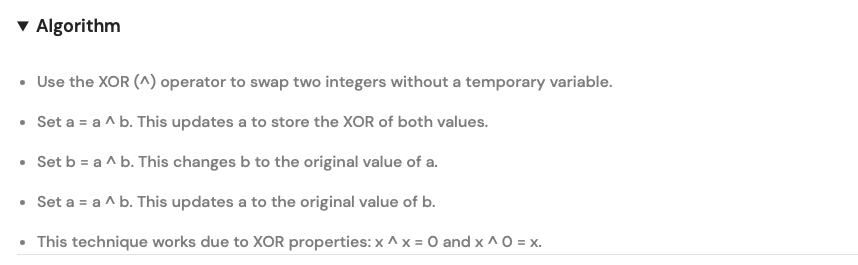 ▼ Algorithm
• Use the XOR (^) operator to swap two integers without a temporary variable.
• Set a = a ^ b. This updates a to store the XOR of both values.
• Set b = a ^ b. This changes b to the original value of a.
• Set a = a ^ b. This updates a to the original value of b.
• This technique works due to XOR properties: x ^ x = 0 and x ^ 0 = x.